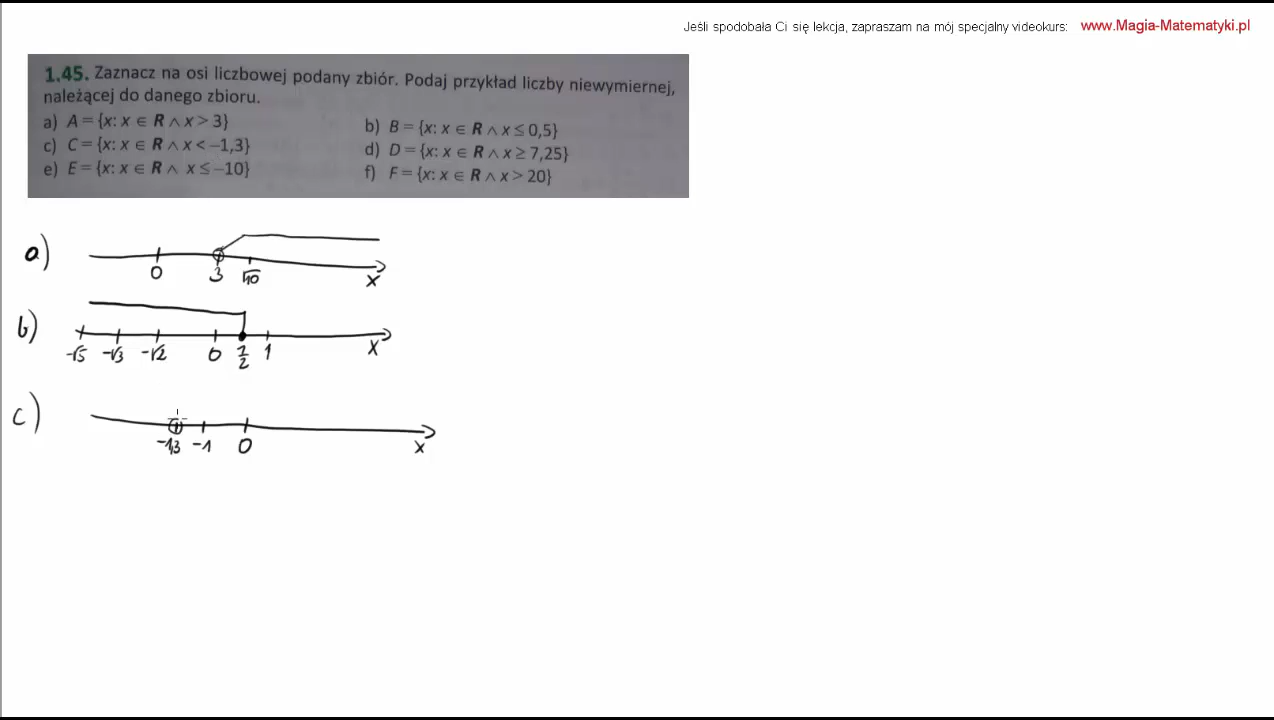 Jeśli spodobała Ci się lekcja, zapraszam na mój specjalny videokurs: www.Magia-Matematyki.pl
1.45. Zaznacz na osi liczbowej podany zbiór. Podaj przykład liczby niewymiernej,
należącej do danego zbioru.
a) A = {x: x ∈ R ∧ x > 3}
b) B = {x: x ∈ R ∧ x ≤ 0,5}
c) C = {x: x ∈ R ∧ x < –1,3}
d) D = {x: x ∈ R ∧ x ≥ 7,25}
e) E = {x: x ∈ R ∧ x ≤ –10}
f) F = {x: x ∈ R ∧ x > 20}
a)
0 3 √10 x
b)
-√5 -√3 -√2 0 1/2 1 x
c)
-1,3 -1 0 x